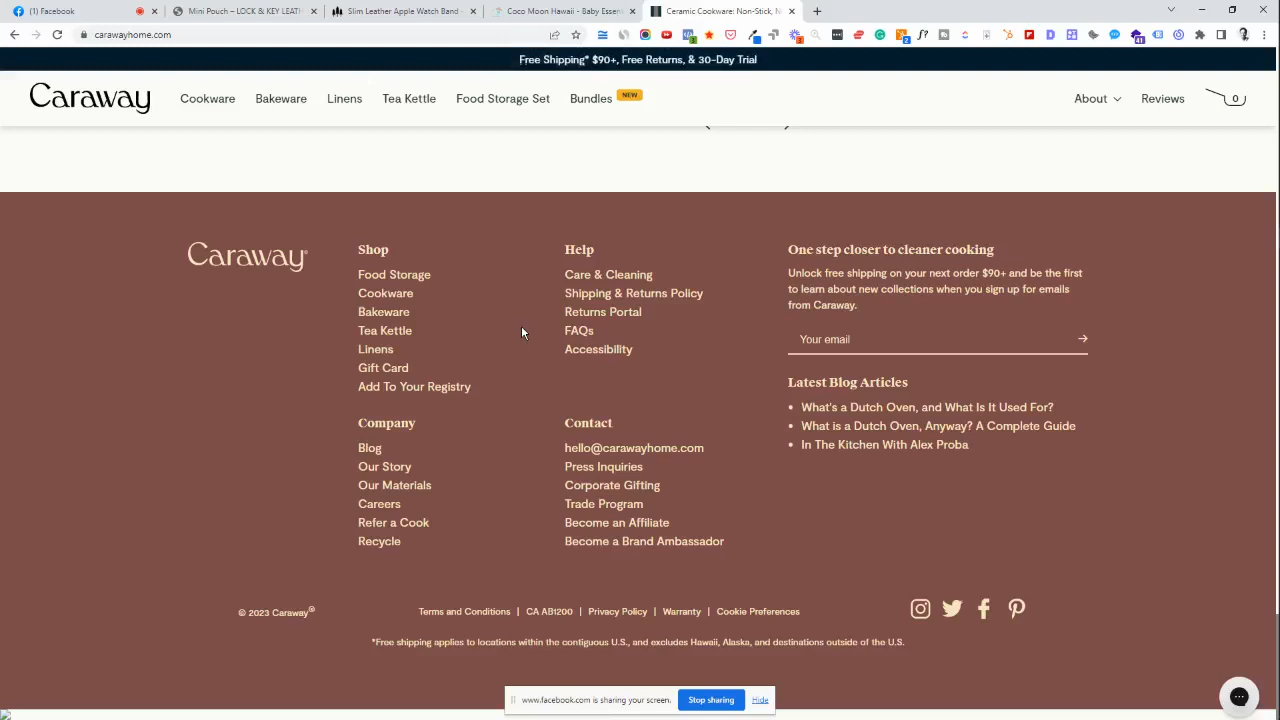 (1) Facebook
Mini Pouch – LOCK & KEY LEATH
Slim Leather Apple Watch Band -
Coco Moon Hawaii - Baby Essen
Ceramic Cookware: Non-Stick, N
carawayhome.com
Free Shipping* $90+, Free Returns, & 30-Day Trial
Caraway
Cookware
Bakeware
Linens
Tea Kettle
Food Storage Set
Bundles
NEW
About
Reviews
0
Caraway
Shop
Food Storage
Cookware
Bakeware
Tea Kettle
Linens
Gift Card
Add To Your Registry
Help
Care & Cleaning
Shipping & Returns Policy
Returns Portal
FAQs
Accessibility
One step closer to cleaner cooking
Unlock free shipping on your next order $90+ and be the first
to learn about new collections when you sign up for emails
from Caraway.
Your email
Latest Blog Articles
• What's a Dutch Oven, and What Is It Used For?
• What is a Dutch Oven, Anyway? A Complete Guide
• In The Kitchen With Alex Proba
Company
Blog
Our Story
Our Materials
Careers
Refer a Cook
Recycle
Contact
hello@carawayhome.com
Press Inquiries
Corporate Gifting
Trade Program
Become an Affiliate
Become a Brand Ambassador
© 2023 Caraway®
Terms and Conditions | CA AB1200 | Privacy Policy | Warranty | Cookie Preferences
*Free shipping applies to locations within the contiguous U.S., and excludes Hawaii, Alaska, and destinations outside of the U.S.
www.facebook.com is sharing your screen.
Stop sharing
Hide